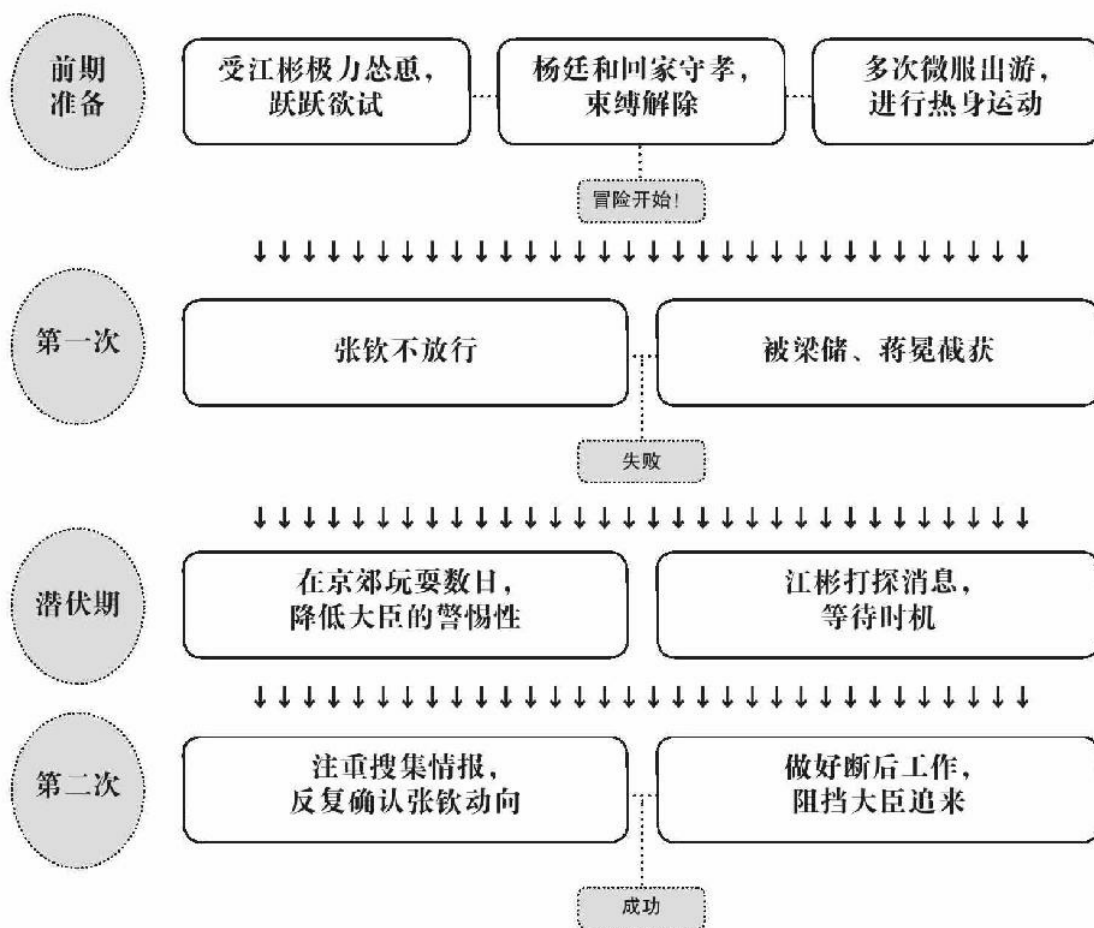 前期
准备
受江彬极力怂恿，
跃跃欲试
杨廷和回家守孝，
束缚解除
多次微服出游，
进行热身运动
冒险开始！
第一次
张钦不放行
被梁储、蒋冕截获
失败
潜伏期
在京郊玩耍数日，
降低大臣的警惕性
江彬打探消息，
等待时机
第二次
注重搜集情报，
反复确认张钦动向
做好断后工作，
阻挡大臣追来
成功